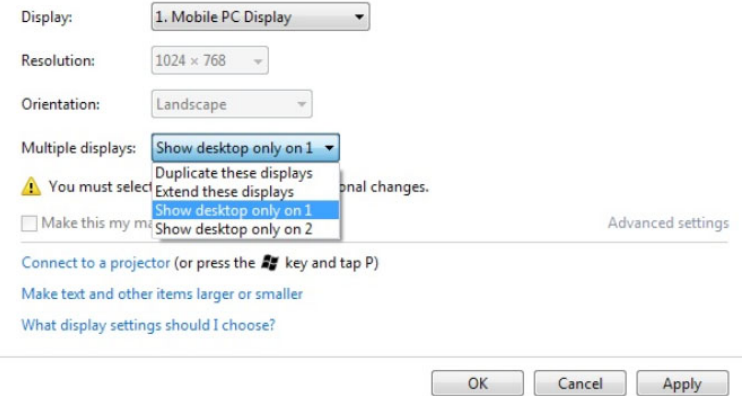 Display: 1. Mobile PC Display
Resolution: 1024 × 768
Orientation: Landscape
Multiple displays: Show desktop only on 1
Duplicate these displays
You must select
Extend these displays
onal changes.
Show desktop only on 1
Make this my ma
Advanced settings
Show desktop only on 2
Connect to a projector (or press the key and tap P)
Make text and other items larger or smaller
What display settings should I choose?
OK Cancel Apply